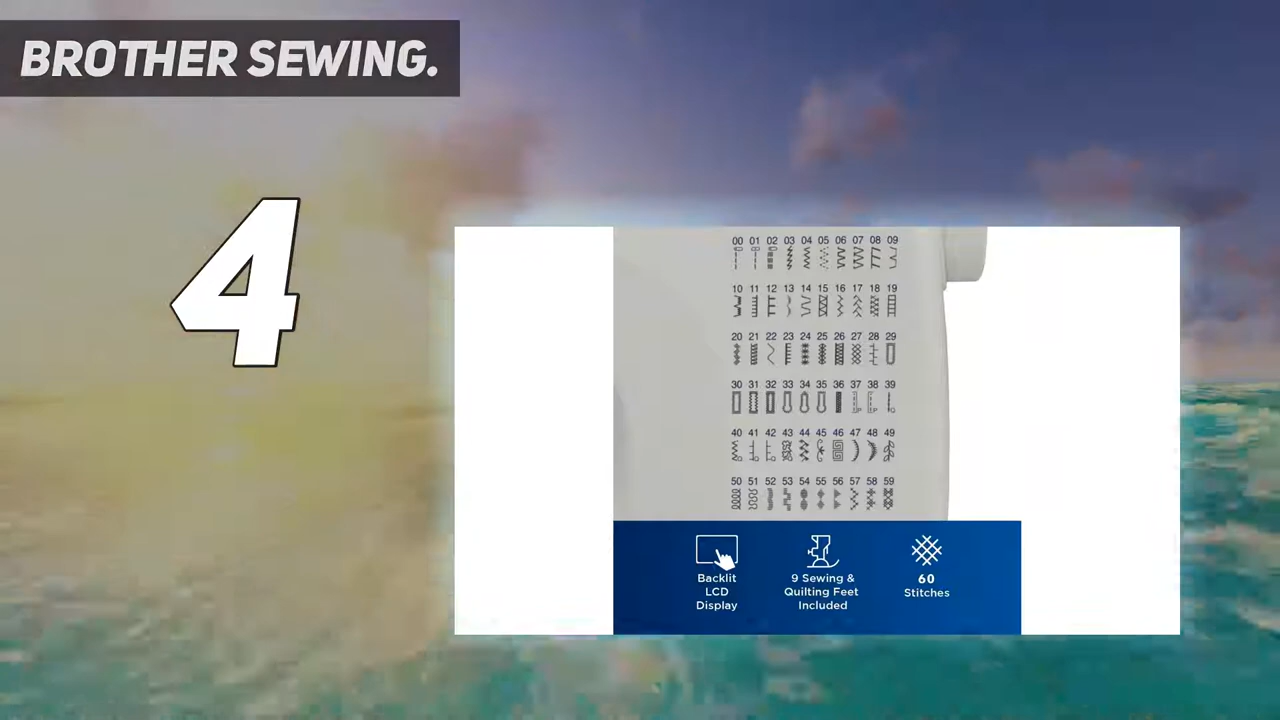 BROTHER SEWING.
4
00 01 02 03 04 05 06 07 08 09
10 11 12 13 14 15 16 17 18 19
20 21 22 23 24 25 26 27 28 29
30 31 32 33 34 35 36 37 38 39
40 41 42 43 44 45 46 47 48 49
50 51 52 53 54 55 56 57 58 59
Backlit
LCD
Display
9 Sewing &
Quilting Feet
Included
60
Stitches